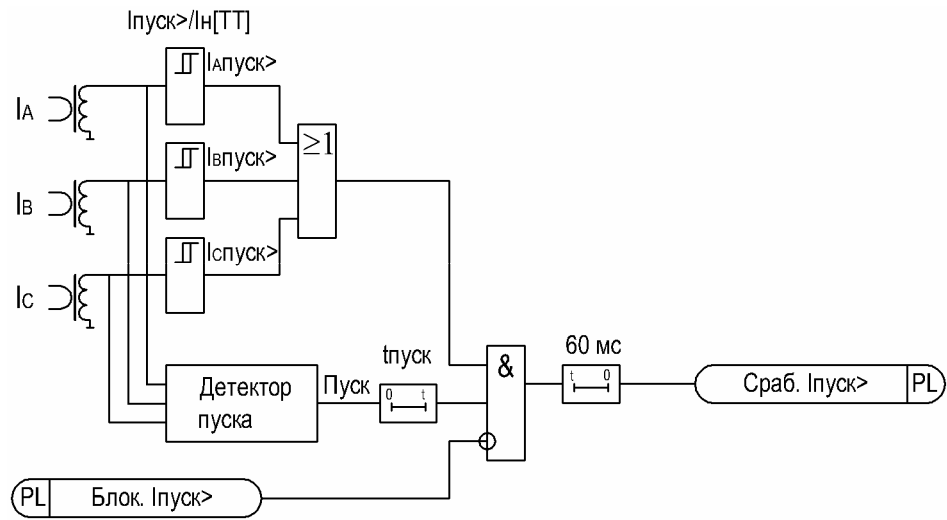 Iпуск>/Iн[ТТ]
IAпуск>
IA
≥1
IBпуск>
IB
ICпуск>
IC
60 мс
tпуск
&
t 0
Сраб. Iпуск> PL
Детектор
пуска
Пуск
0 t
PL Блок. Iпуск>